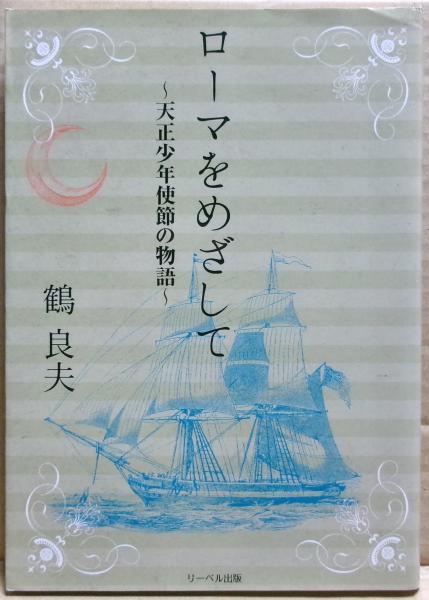 ローマをめざして
～天正少年使節の物語～
鶴良夫
リーベル出版